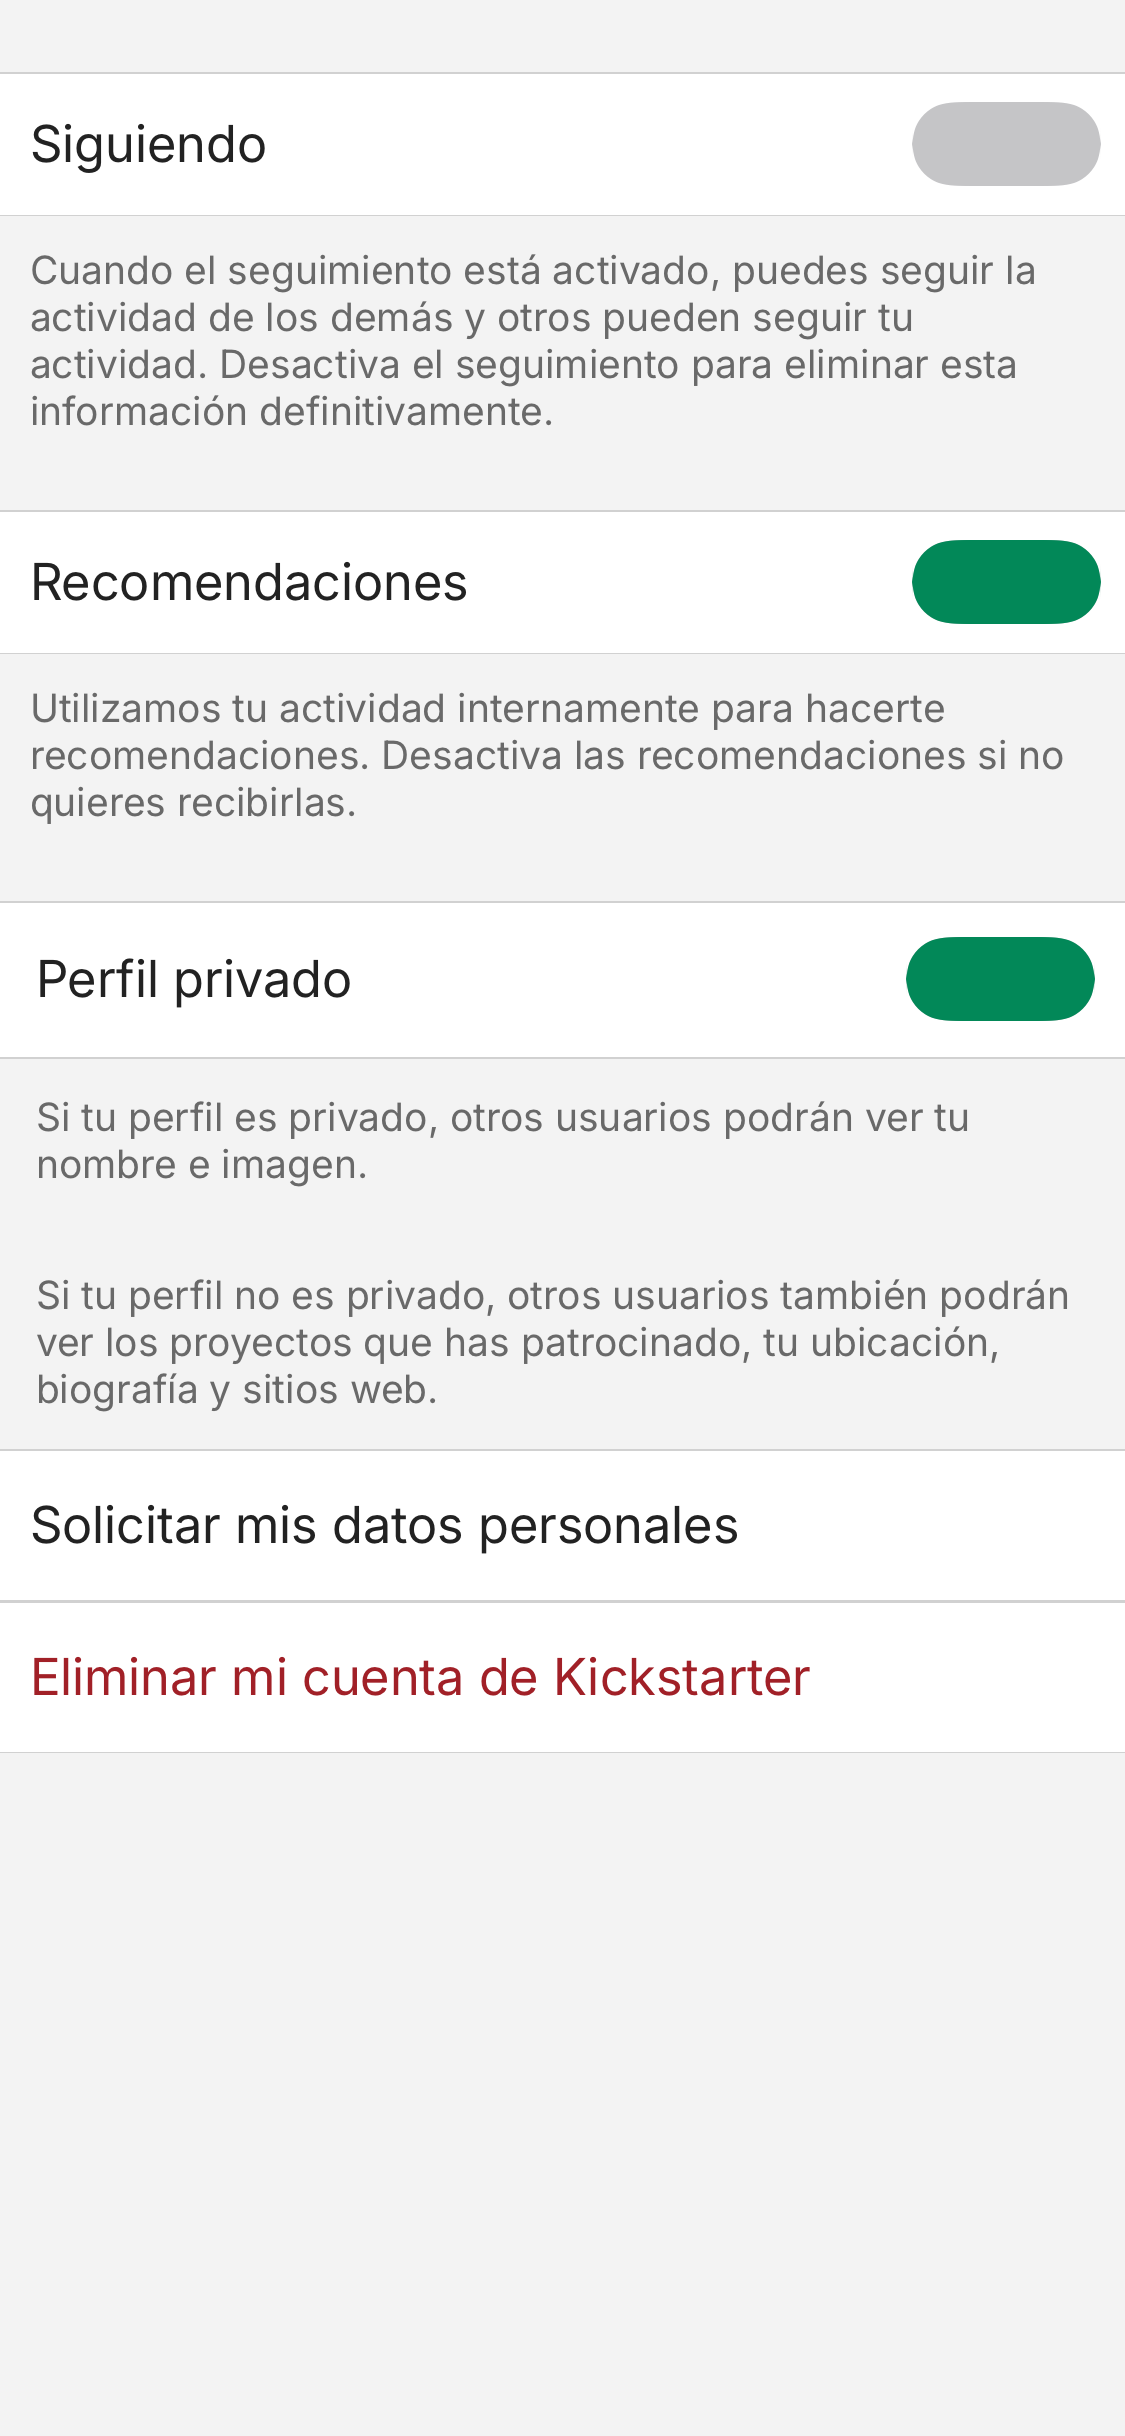 Siguiendo
Cuando el seguimiento está activado, puedes seguir la
actividad de los demás y otros pueden seguir tu
actividad. Desactiva el seguimiento para eliminar esta
información definitivamente.
Recomendaciones
Utilizamos tu actividad internamente para hacerte
recomendaciones. Desactiva las recomendaciones si no
quieres recibirlas.
Perfil privado
Si tu perfil es privado, otros usuarios podrán ver tu
nombre e imagen.
Si tu perfil no es privado, otros usuarios también podrán
ver los proyectos que has patrocinado, tu ubicación,
biografía y sitios web.
Solicitar mis datos personales
Eliminar mi cuenta de Kickstarter